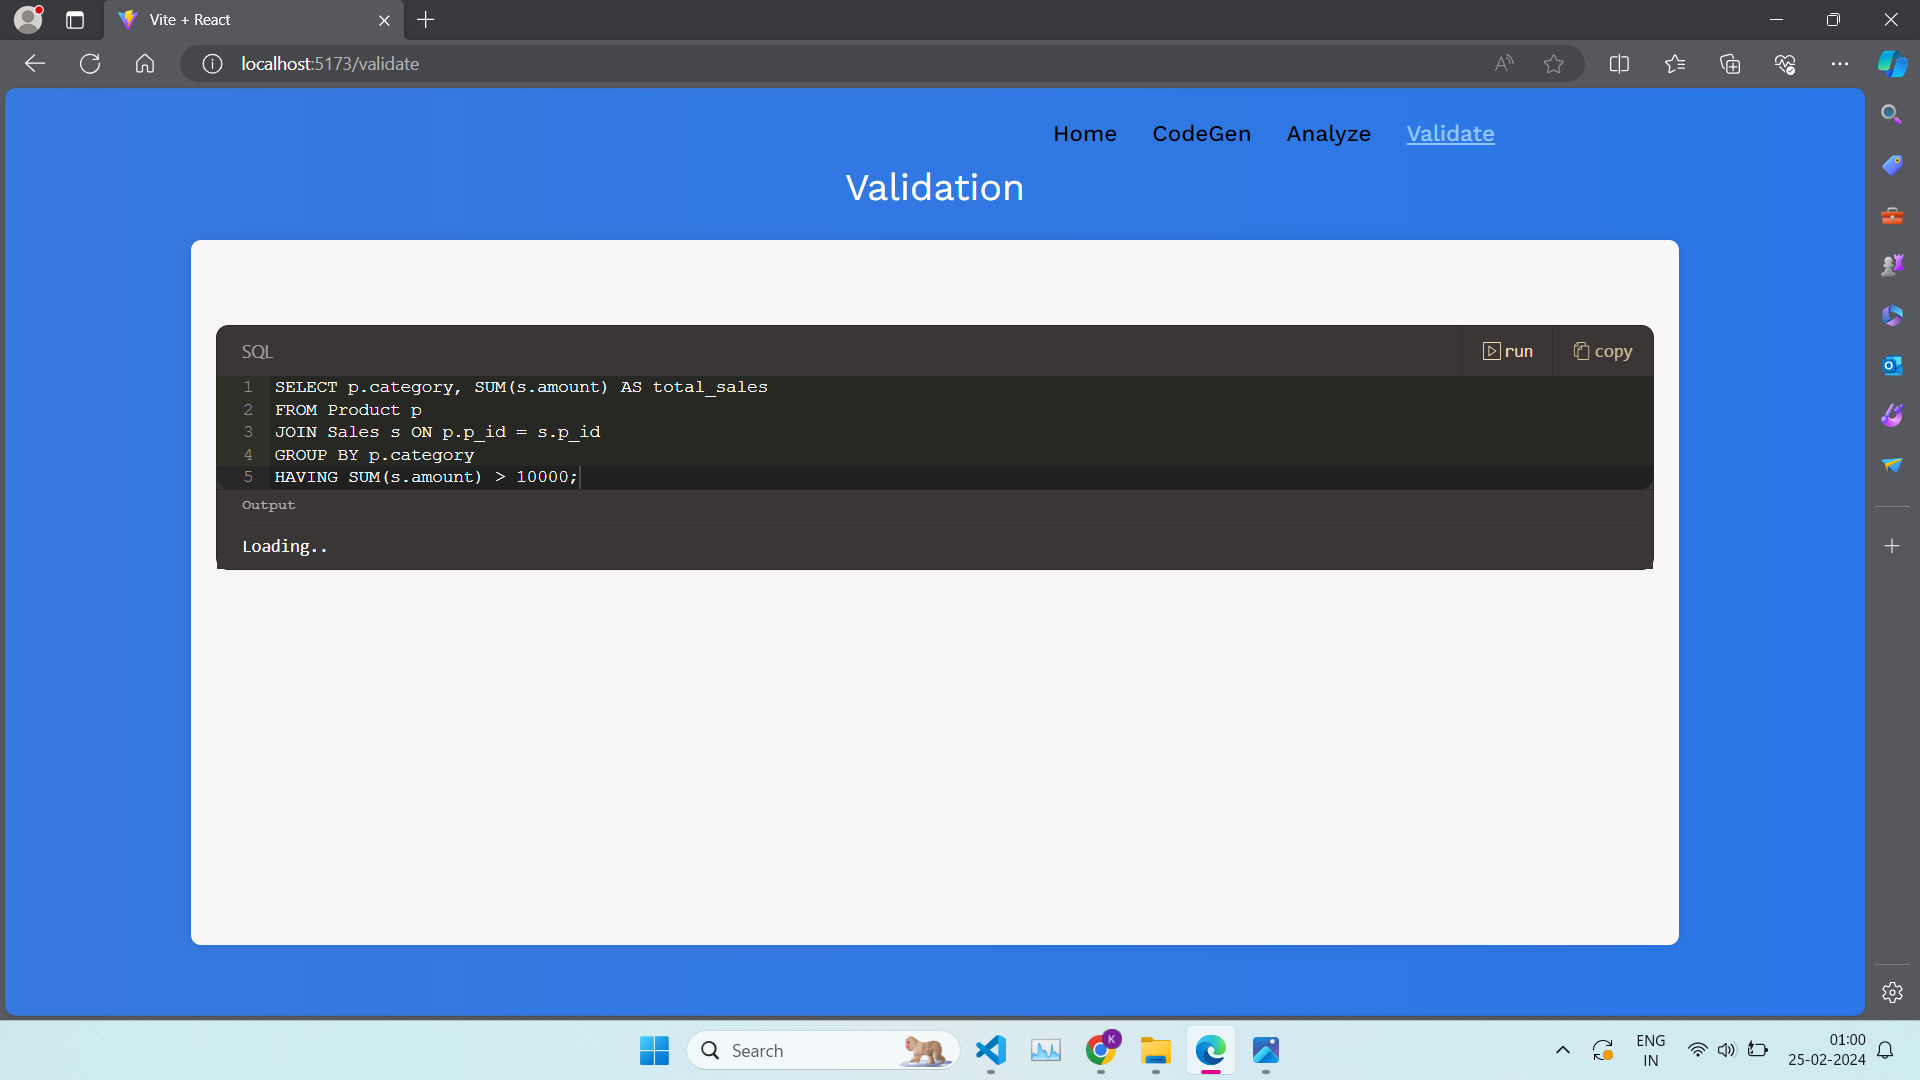 Vite + React
localhost:5173/validate
Home CodeGen Analyze Validate
Validation
SQL
run
copy
1 SELECT p.category, SUM(s.amount) AS total_sales
2 FROM Product p
3 JOIN Sales s ON p.p_id = s.p_id
4 GROUP BY p.category
5 HAVING SUM(s.amount) > 10000;
Output
Loading..
Search
K
ENG
IN
01:00
25-02-2024